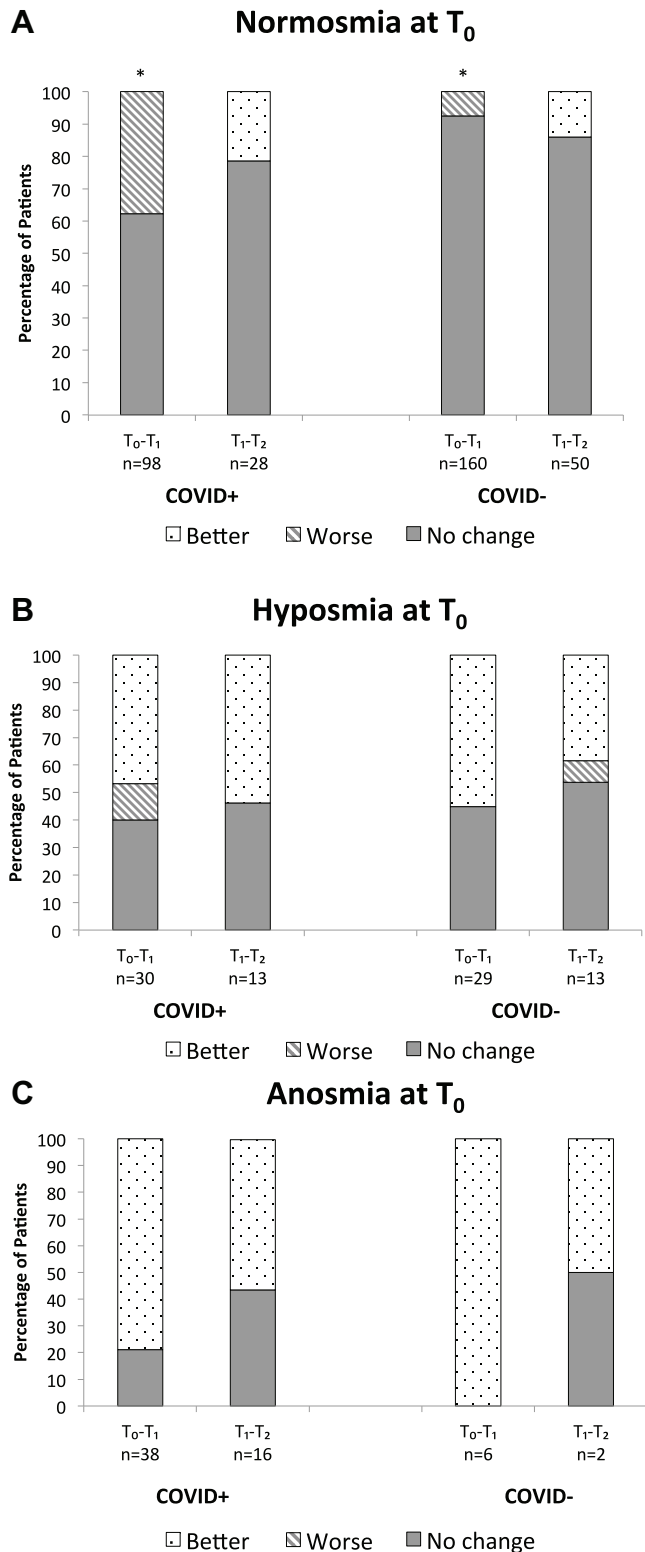 A Normosmia at T₀
* *
100
90
80
70
60
50
40
30
20
10
0
Percentage of Patients
T₀-T₁ T₁-T₂ T₀-T₁ T₁-T₂
n=98 n=28 n=160 n=50
COVID+ COVID-
Better Worse No change
B Hyposmia at T₀
100
90
80
70
60
50
40
30
20
10
0
Percentage of Patients
T₀-T₁ T₁-T₂ T₀-T₁ T₁-T₂
n=30 n=13 n=29 n=13
COVID+ COVID-
Better Worse No change
C Anosmia at T₀
100
90
80
70
60
50
40
30
20
10
0
Percentage of Patients
T₀-T₁ T₁-T₂ T₀-T₁ T₁-T₂
n=38 n=16 n=6 n=2
COVID+ COVID-
Better Worse No change